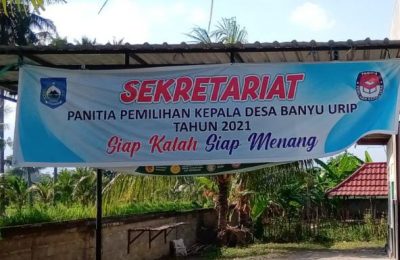 SEKRETARIAT
PANITIA PEMILIHAN KEPALA DESA BANYU URIP
TAHUN 2021
Siap Kalah Siap Menang